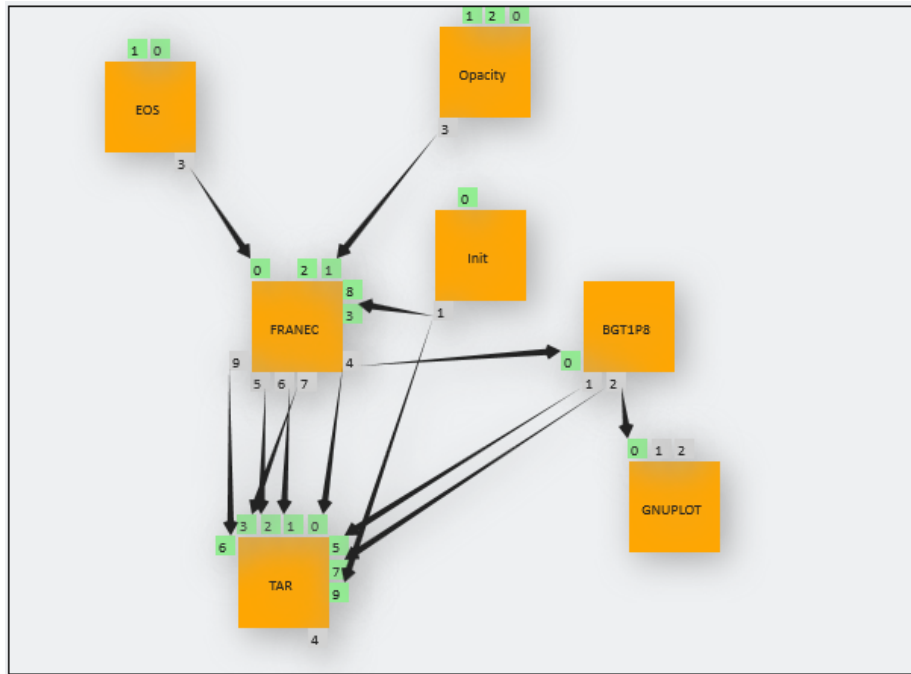 1 2 0
1 0
Opacity
EOS
3
3
0
Init
0 2 1
8
3
1
FRANEC
BGT1P8
9
4
0
5 6 7
1 2
0 1 2
GNUPLOT
3 2 1 0
6
5
7
9
TAR
4